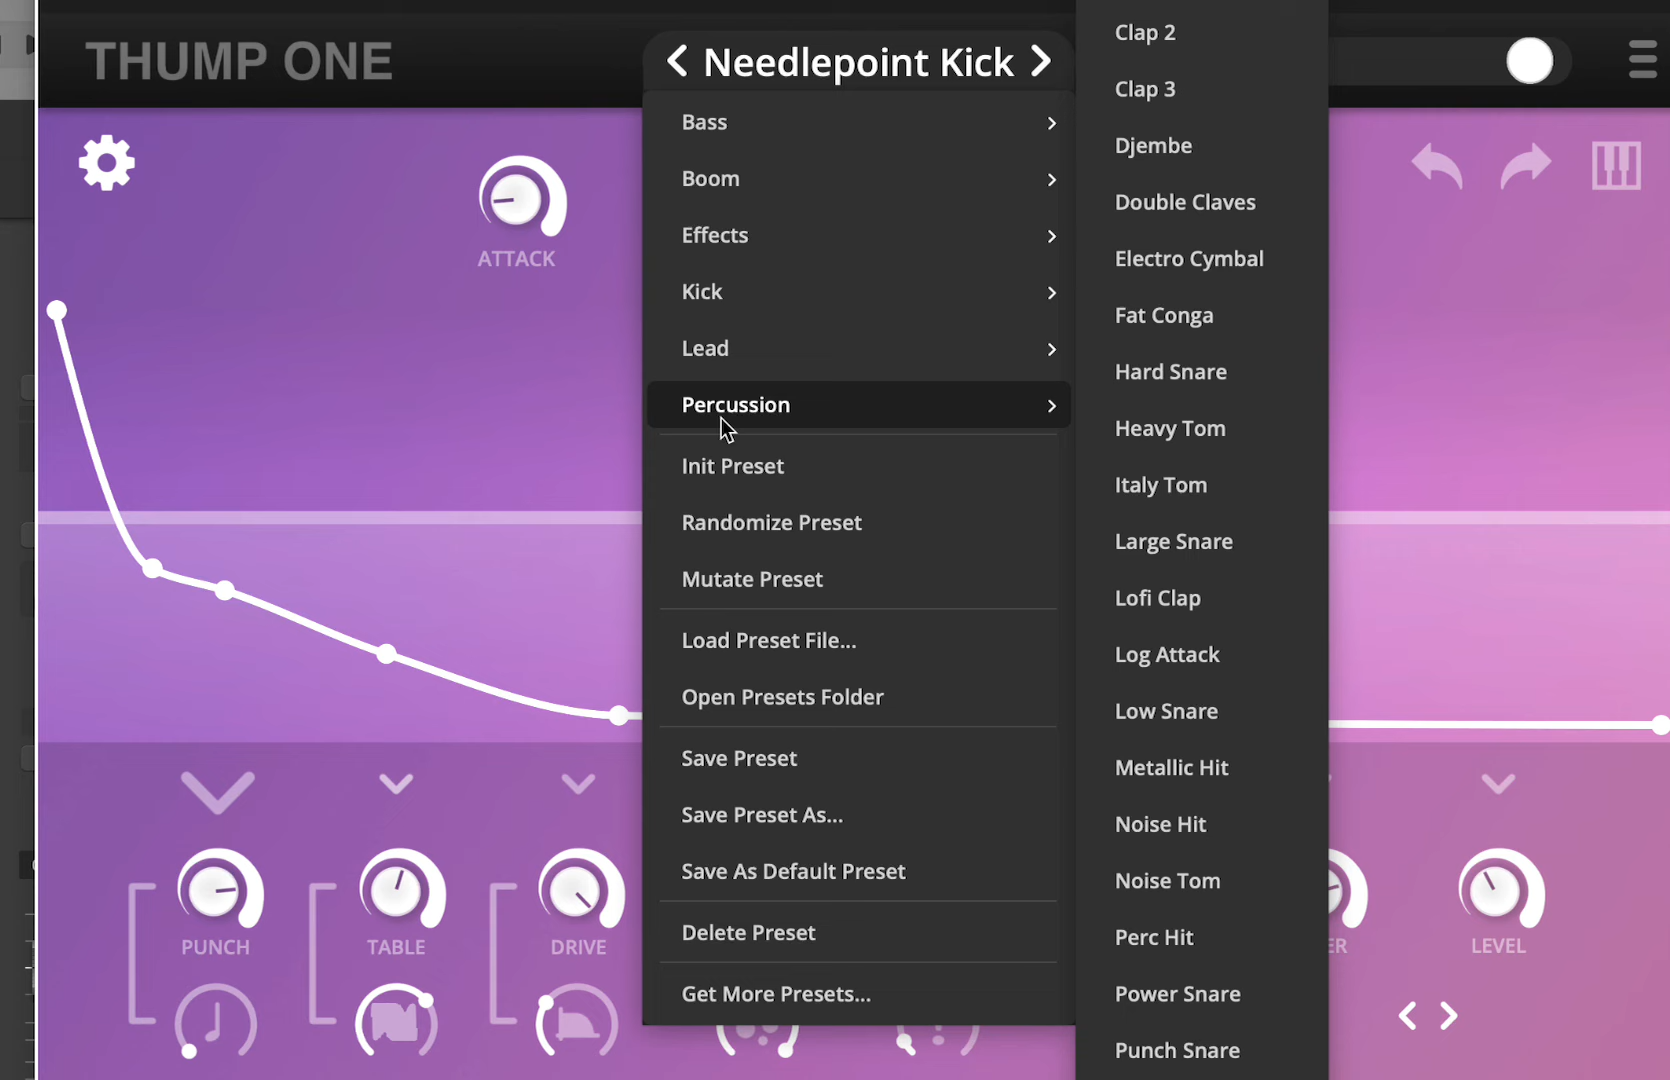 THUMP ONE
Needlepoint Kick
ATTACK
Bass
Boom
Effects
Kick
Lead
Percussion
Init Preset
Randomize Preset
Mutate Preset
Load Preset File...
Open Presets Folder
Save Preset
Save Preset As...
Save As Default Preset
Delete Preset
Get More Presets...
Clap 2
Clap 3
Djembe
Double Claves
Electro Cymbal
Fat Conga
Hard Snare
Heavy Tom
Italy Tom
Large Snare
Lofi Clap
Log Attack
Low Snare
Metallic Hit
Noise Hit
Noise Tom
Perc Hit
Power Snare
Punch Snare
PUNCH
TABLE
DRIVE
ER
LEVEL